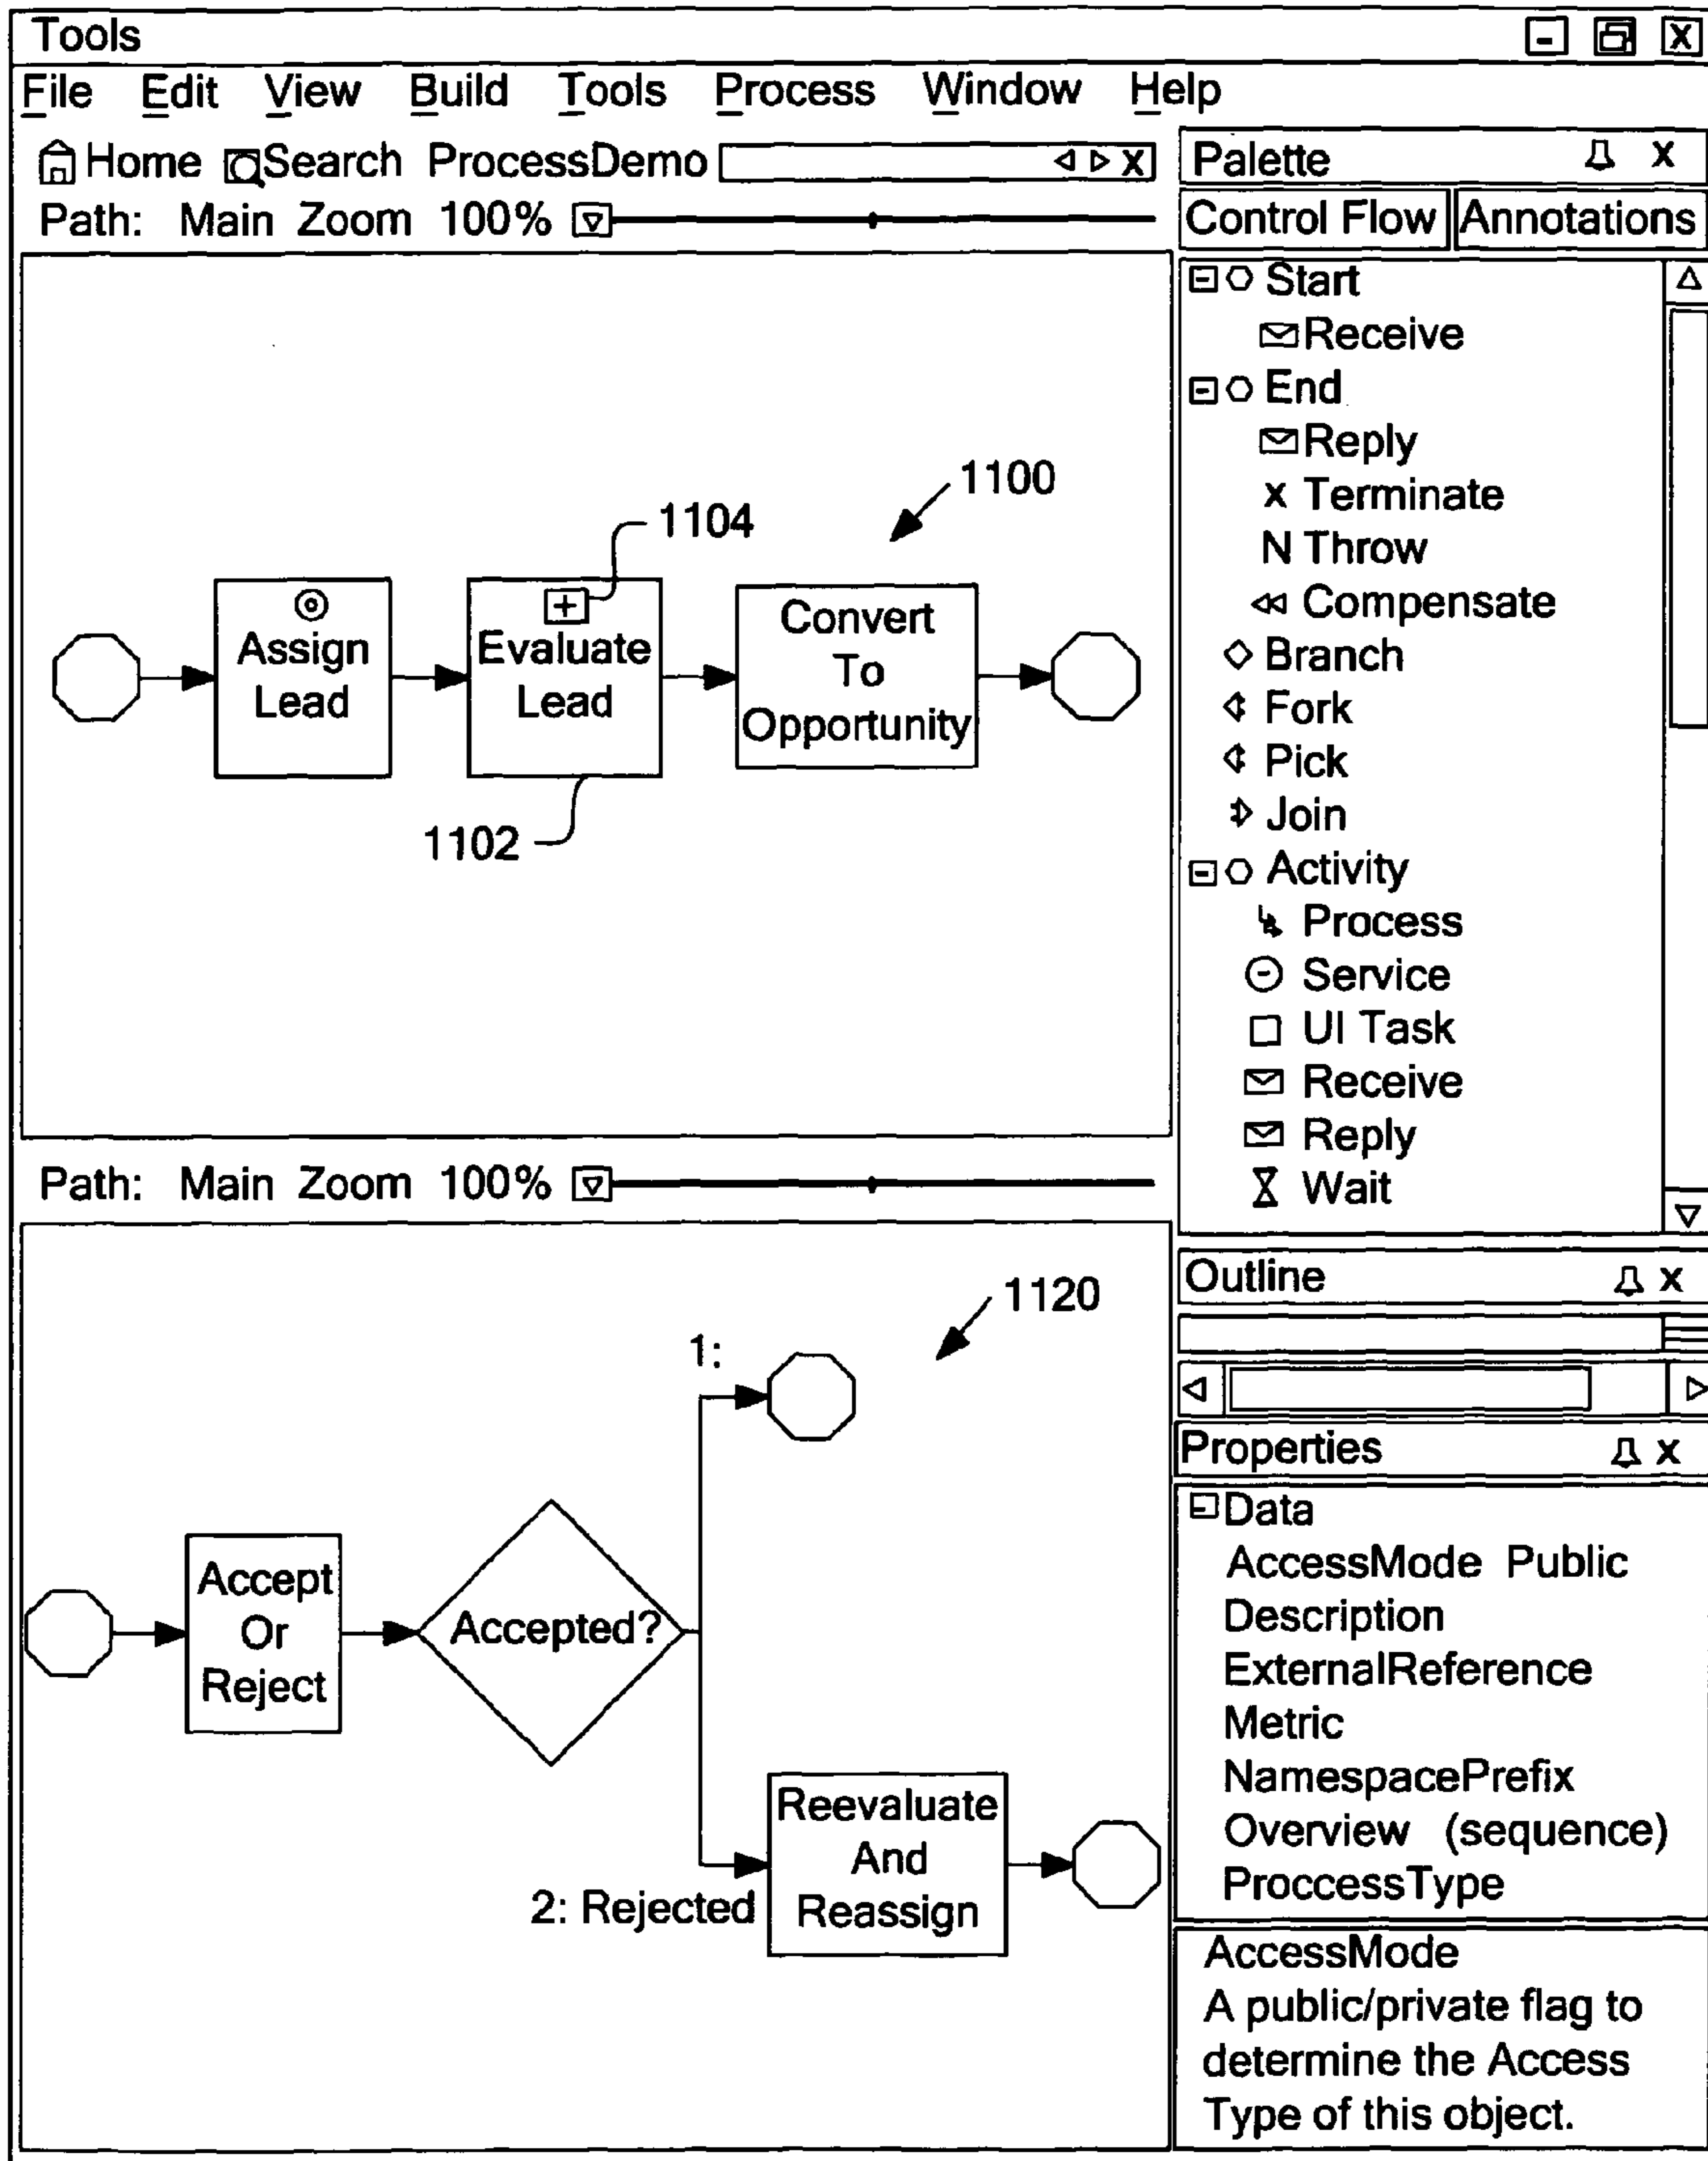 Tools
File Edit View Build Tools Process Window Help
Home Search ProcessDemo
Path: Main Zoom 100%
1100
1104
Assign
Lead
Evaluate
Lead
Convert
To
Opportunity
1102
Path: Main Zoom 100%
1120
1:
Accept
Or
Reject
Accepted?
2: Rejected
Reevaluate
And
Reassign
Palette
Control Flow Annotations
Start
Receive
End
Reply
x Terminate
N Throw
Compensate
Branch
Fork
Pick
Join
Activity
Process
Service
UI Task
Receive
Reply
Wait
Outline
Properties
Data
AccessMode Public
Description
ExternalReference
Metric
NamespacePrefix
Overview (sequence)
ProccessType
AccessMode
A public/private flag to
determine the Access
Type of this object.